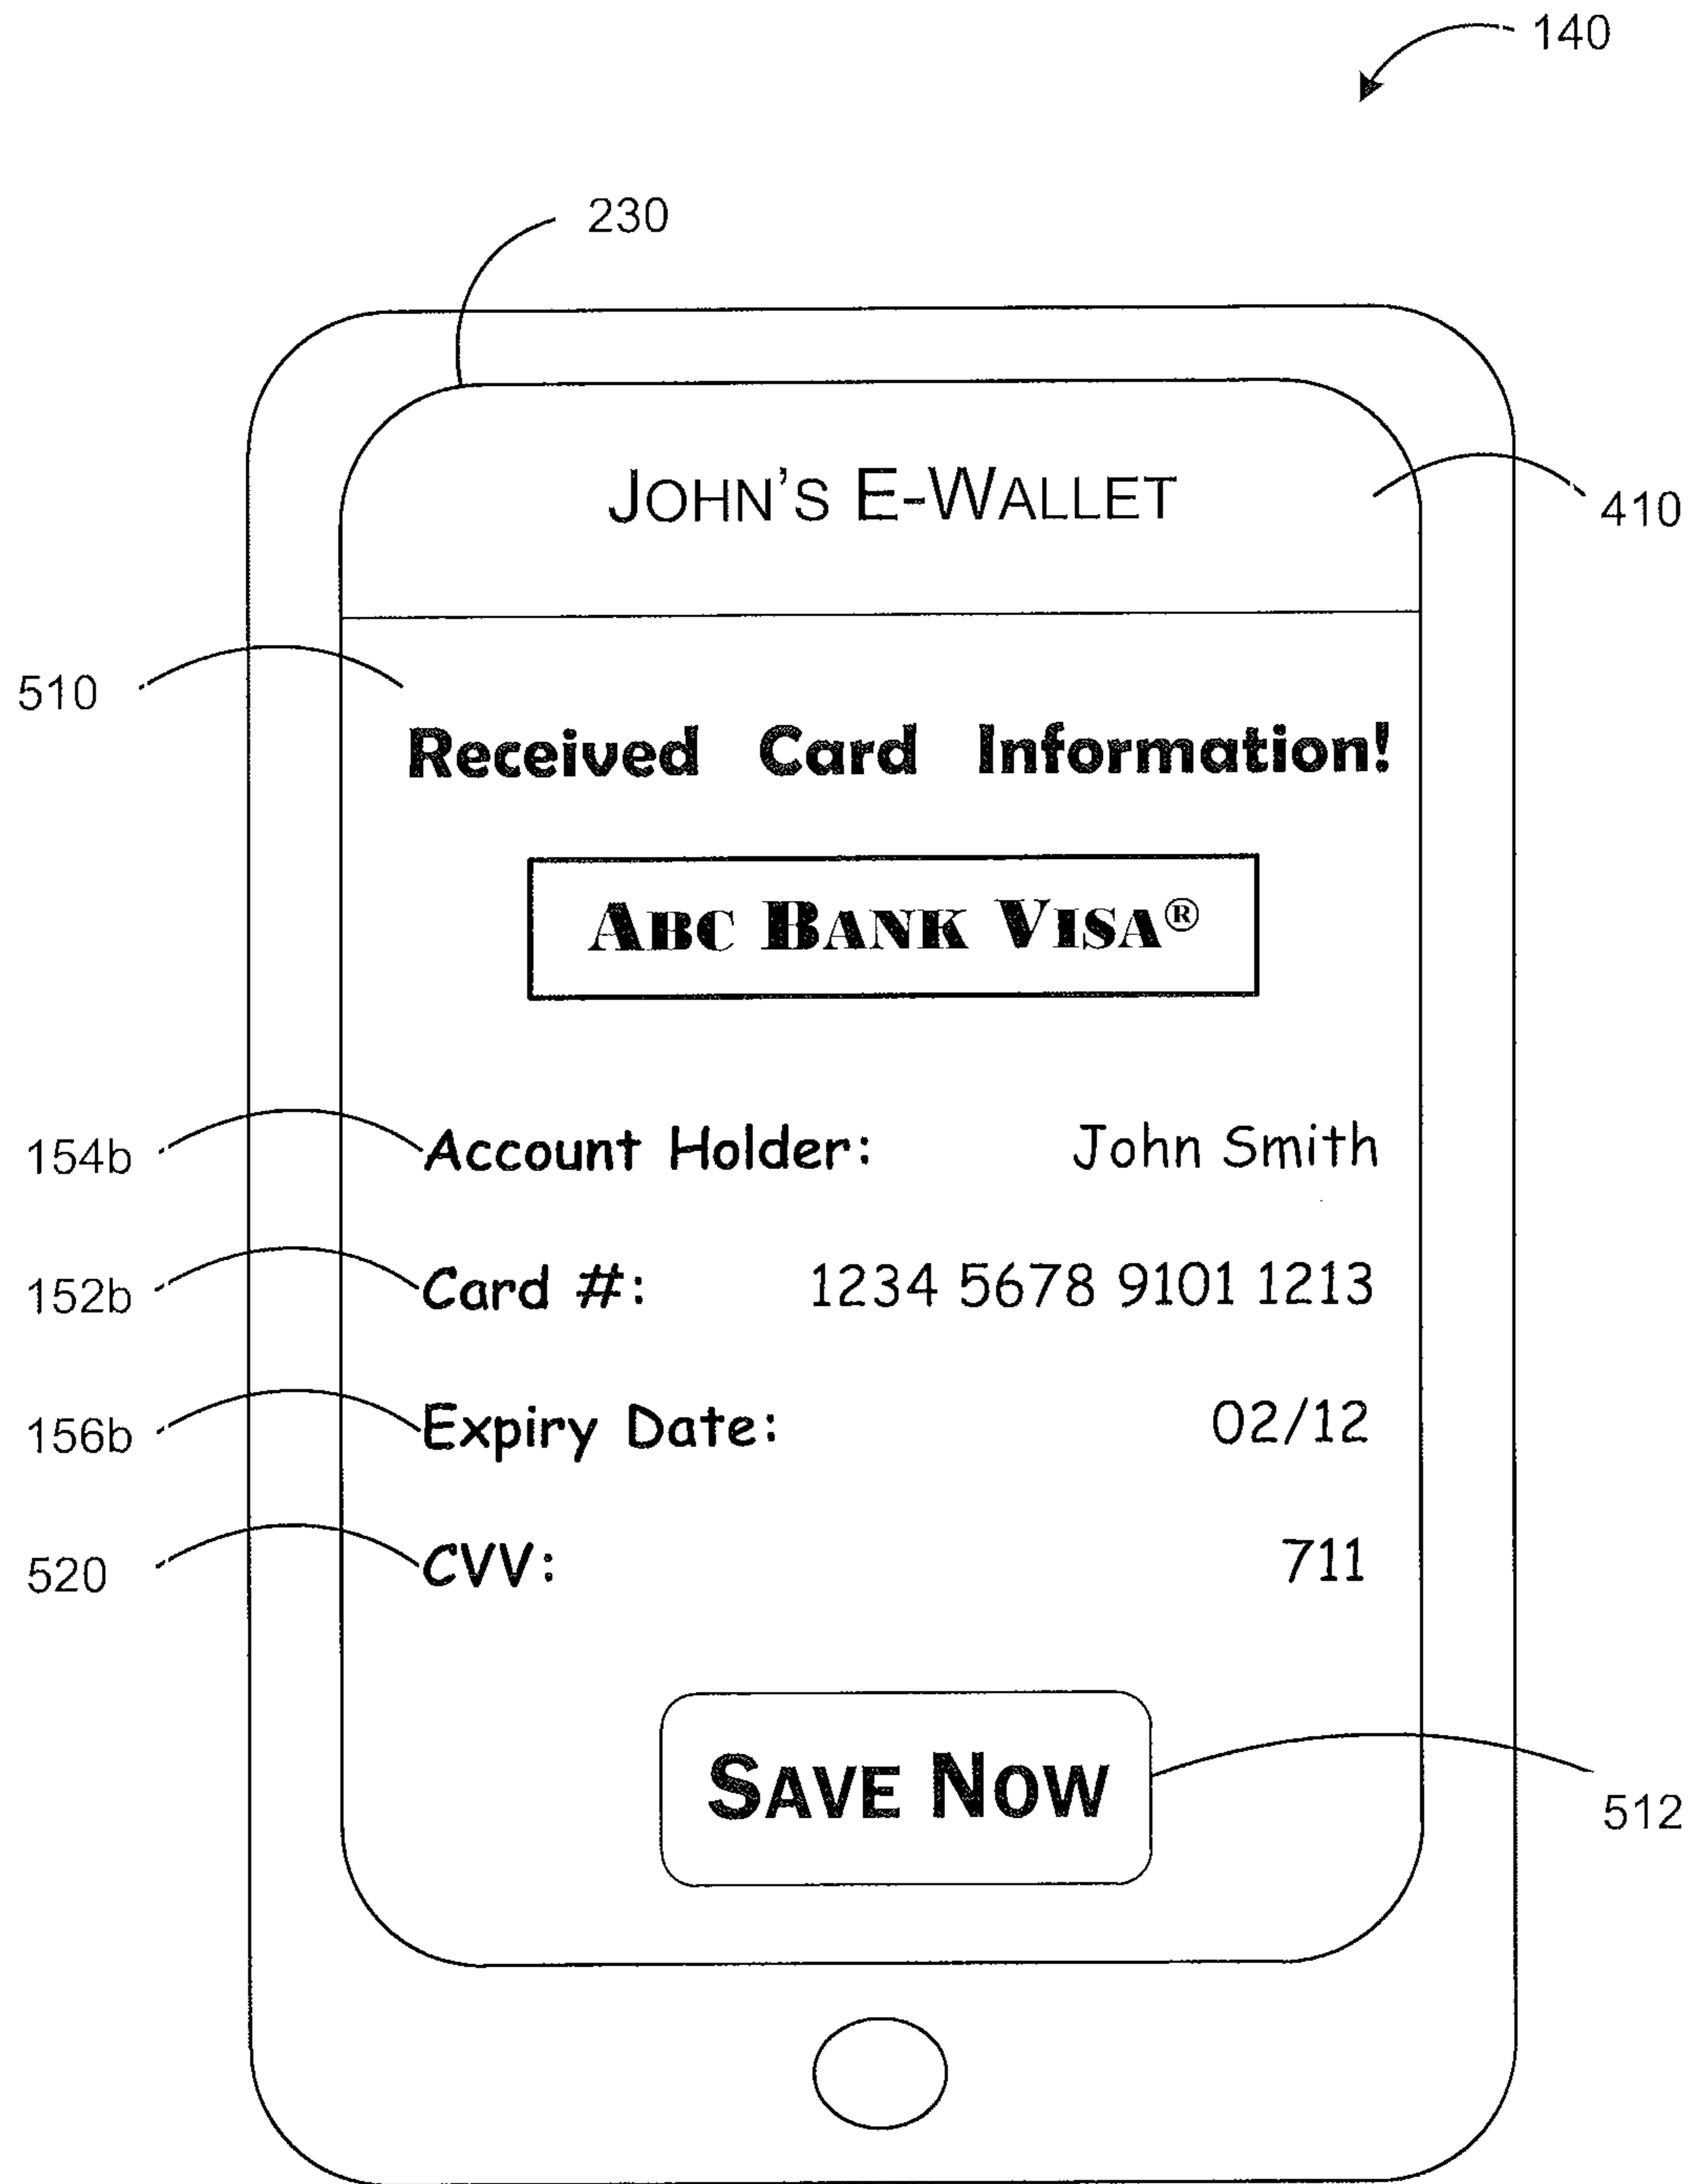 140
230
JOHN'S E-WALLET
410
510
Received Card Information!
ABC BANK VISA®
154b Account Holder: John Smith
152b Card #: 1234 5678 9101 1213
156b Expiry Date: 02/12
520 CVV: 711
SAVE NOW
512